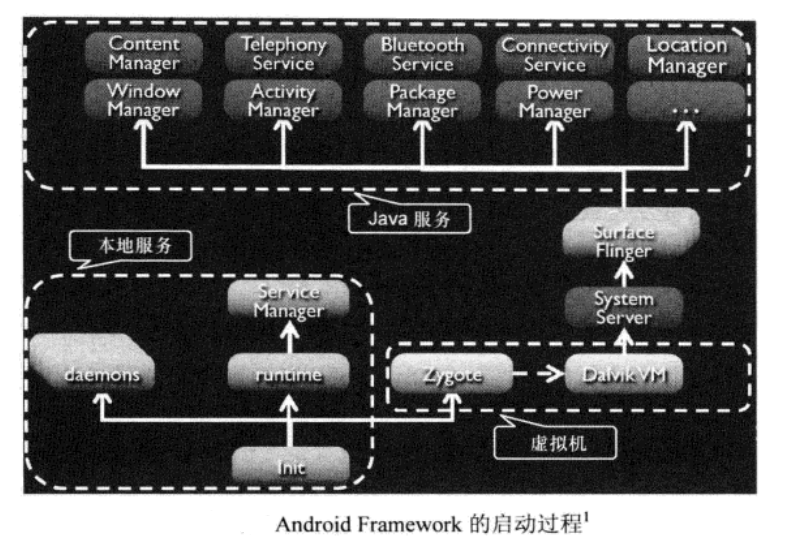 Content
Manager
Telephony
Service
Bluetooth
Service
Connectivity
Service
Location
Manager
Window
Manager
Activity
Manager
Package
Manager
Power
Manager
...
Java 服务
本地服务
Surface
Flinger
Service
Manager
System
Server
daemons
runtime
Zygote
Dalvik VM
虚拟机
Init
Android Framework 的启动过程1